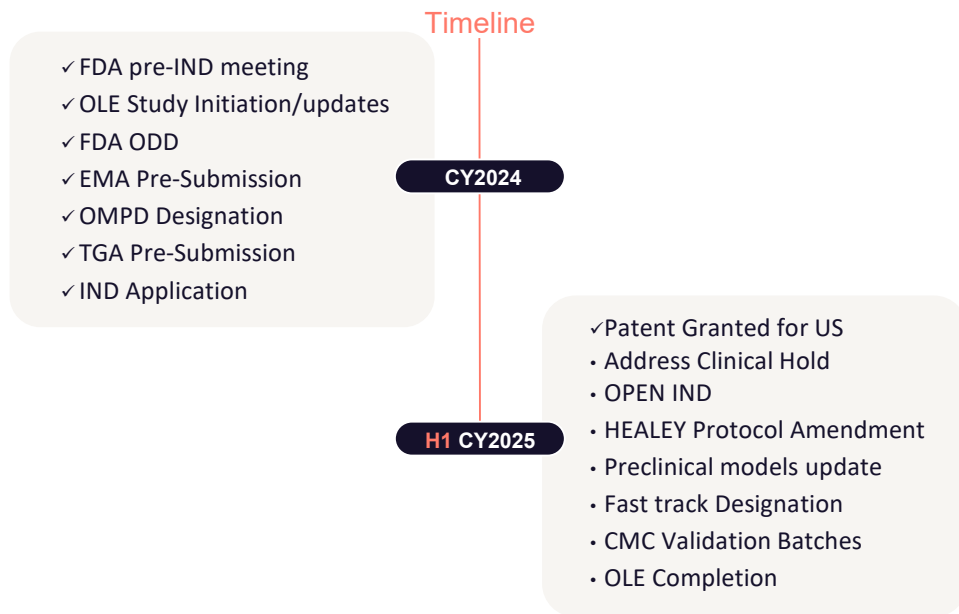 Timeline
✓ FDA pre-IND meeting
✓ OLE Study Initiation/updates
✓ FDA ODD
✓ EMA Pre-Submission
✓ OMPD Designation
✓ TGA Pre-Submission
✓ IND Application
CY2024
✓ Patent Granted for US
• Address Clinical Hold
• OPEN IND
• HEALEY Protocol Amendment
• Preclinical models update
• Fast track Designation
• CMC Validation Batches
• OLE Completion
H1 CY2025